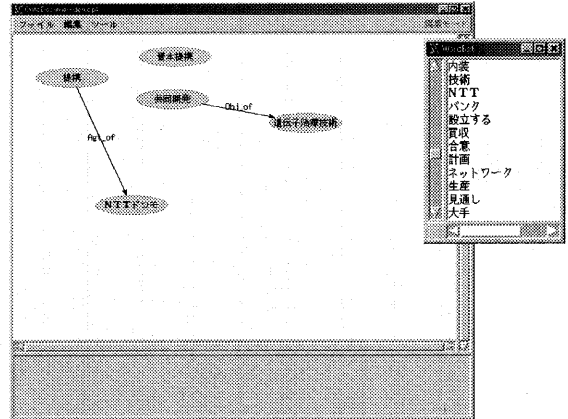 ファイル 編集 ツール
資本提携
提携
共同開発
Obj_of
遺伝子治療技術
Agt_of
NTTドコモ
WordList
内装
技術
NTT
バンク
設立する
買収
合意
計画
ネットワーク
生産
見通し
大手